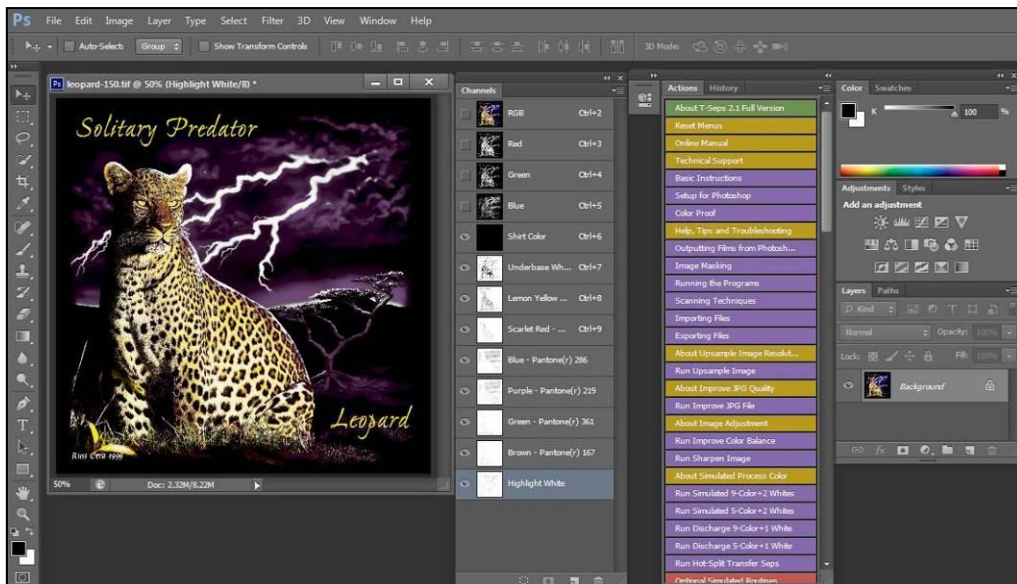 Ps File Edit Image Layer Type Select Filter 3D View Window Help
Auto-Select: Group Show Transform Controls 3D Mode:
Ps leopard-150.tif @ 50% (Highlight White/8) *
Solitary Predator
Leopard
50% Doc: 2.32M/8.22M
Channels
RGB Ctrl+2
Red Ctrl+3
Green Ctrl+4
Blue Ctrl+5
Shirt Color Ctrl+6
Underbase Wh... Ctrl+7
Lemon Yellow ... Ctrl+8
Scarlet Red - ... Ctrl+9
Blue - Pantone(r) 286
Purple - Pantone(r) 219
Green - Pantone(r) 361
Brown - Pantone(r) 167
Highlight White
Actions History
About T-Seps 2.1 Full Version
Reset Menus
Online Manual
Technical Support
Basic Instructions
Setup for Photoshop
Color Proof
Help, Tips and Troubleshooting
Outputting Films from Photosh...
Image Masking
Running the Programs
Scanning Techniques
Importing Files
Exporting Files
About Upsample Image Resolut...
Run Upsample Image
About Improve JPG Quality
Run Improve JPG File
About Image Adjustment
Run Improve Color Balance
Run Sharpen Image
About Simulated Process Color
Run Simulated 9-Color+2 Whites
Run Simulated 5-Color+2 Whites
Run Discharge 9-Color+1 White
Run Discharge 5-Color+1 White
Run Hot-Split Transfer Seps
Optional Simulated Routines
Color Swatches
K 100 %
Adjustments Styles
Add an adjustment
Layers Paths
Kind
Normal Opacity: 100%
Lock: Fill: 100%
Background